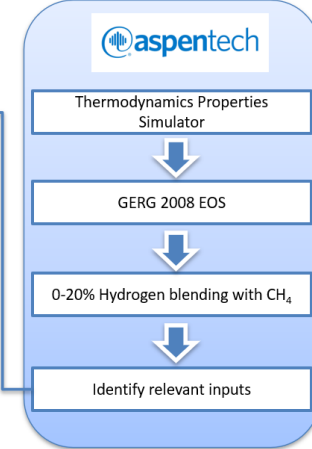 aspentech
Thermodynamics Properties
Simulator
GERG 2008 EOS
0-20% Hydrogen blending with CH₄
Identify relevant inputs